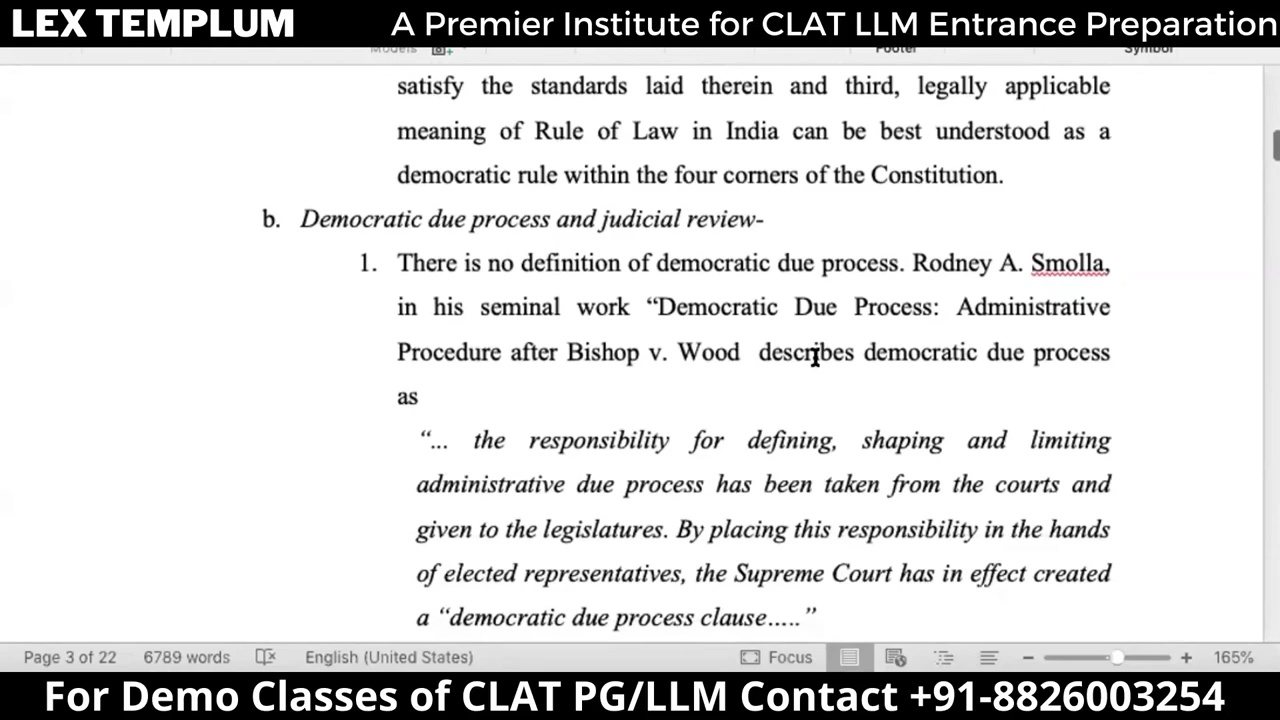 LEX TEMPLUM A Premier Institute for CLAT LLM Entrance Preparation
Models Footer Symbol
satisfy the standards laid therein and third, legally applicable
meaning of Rule of Law in India can be best understood as a
democratic rule within the four corners of the Constitution.
b. Democratic due process and judicial review-
1. There is no definition of democratic due process. Rodney A. Smolla,
in his seminal work “Democratic Due Process: Administrative
Procedure after Bishop v. Wood describes democratic due process
as
“... the responsibility for defining, shaping and limiting
administrative due process has been taken from the courts and
given to the legislatures. By placing this responsibility in the hands
of elected representatives, the Supreme Court has in effect created
a “democratic due process clause.....”
Page 3 of 22 6789 words English (United States) Focus 165%
For Demo Classes of CLAT PG/LLM Contact +91-8826003254